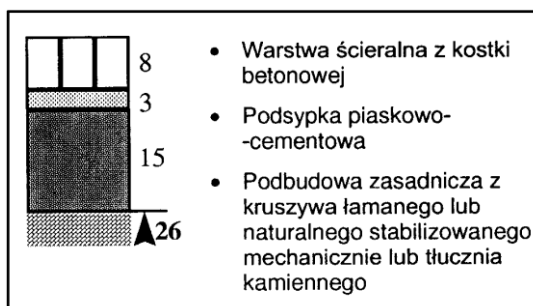 8
3
15
26
• Warstwa ścieralna z kostki
betonowej
• Podsypka piaskowo-
-cementowa
• Podbudowa zasadnicza z
kruszywa łamanego lub
naturalnego stabilizowanego
mechanicznie lub tłucznia
kamiennego